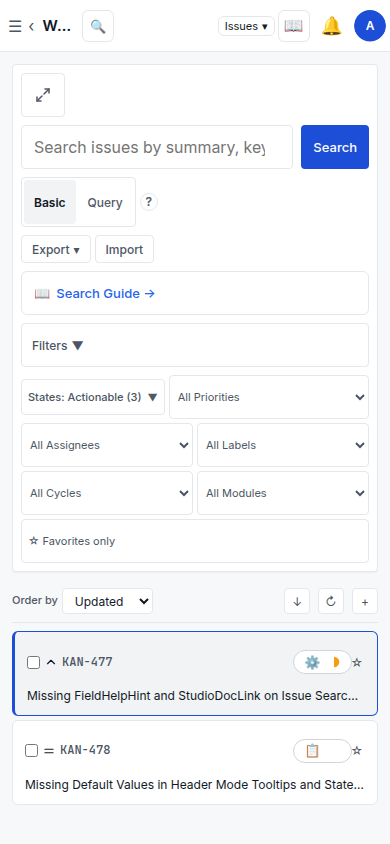 W...
Issues ▾
A
Search issues by summary, key
Search
Basic
Query
?
Export ▾
Import
Search Guide →
Filters ▼
States: Actionable (3) ▼
All Priorities
All Assignees
All Labels
All Cycles
All Modules
☆ Favorites only
Order by
Updated
KAN-477
Missing FieldHelpHint and StudioDocLink on Issue Searc...
KAN-478
Missing Default Values in Header Mode Tooltips and State...